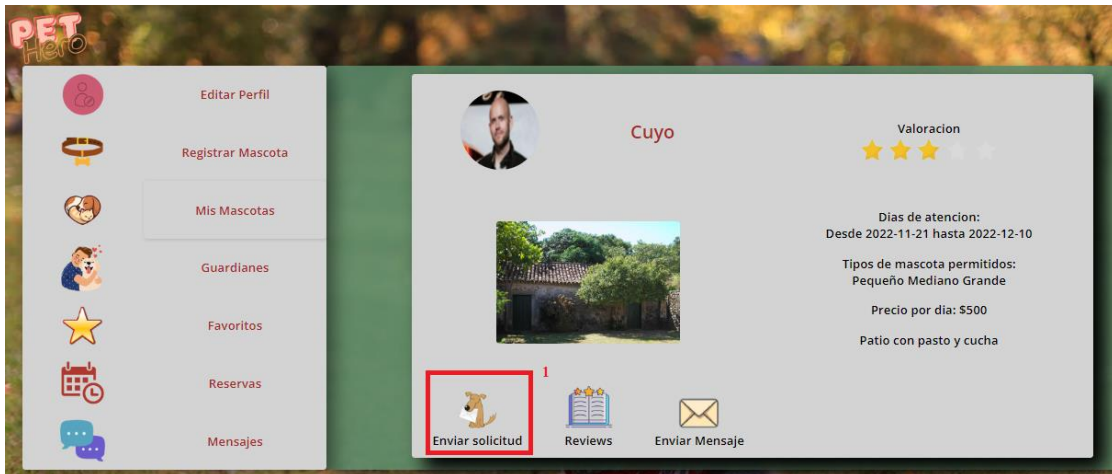 PET
Hero
Editar Perfil
Registrar Mascota
Mis Mascotas
Guardianes
Favoritos
Reservas
Mensajes
Cuyo
Valoracion
Dias de atencion:
Desde 2022-11-21 hasta 2022-12-10
Tipos de mascota permitidos:
Pequeño Mediano Grande
Precio por dia: $500
Patio con pasto y cucha
1
Enviar solicitud
Reviews
Enviar Mensaje